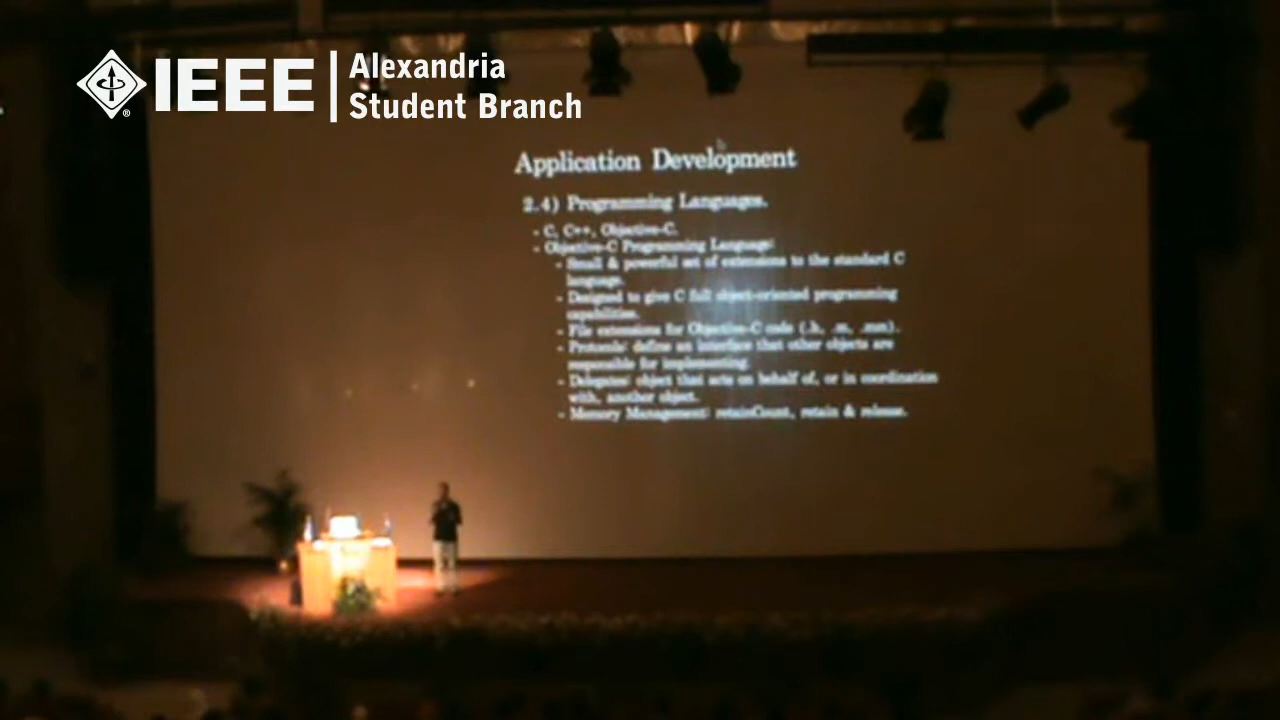 IEEE
Alexandria
Student Branch
®
Application Development
2.4) Programming Languages.
- C, C++, Objective-C.
- Objective-C Programming Language:
- Small & powerful set of extensions to the standard C
language.
- Designed to give C full object-oriented programming
capabilities.
- File extensions for Objective-C code (.h, .m, .mm).
- Protocols: define an interface that other objects are
responsible for implementing.
- Delegates: object that acts on behalf of, or in coordination
with, another object.
- Memory Management: retainCount, retain & release.